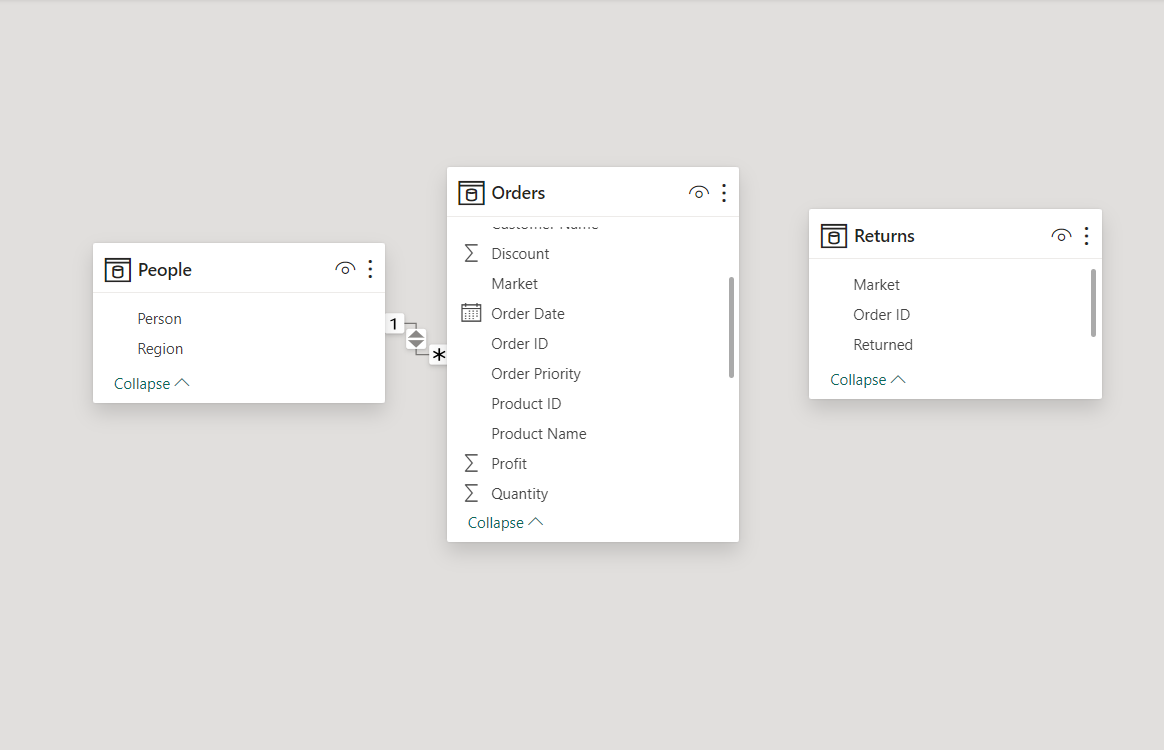 People
Person
Region
Collapse
1
*
Orders
Customer Name
Discount
Market
Order Date
Order ID
Order Priority
Product ID
Product Name
Profit
Quantity
Collapse
Returns
Market
Order ID
Returned
Collapse